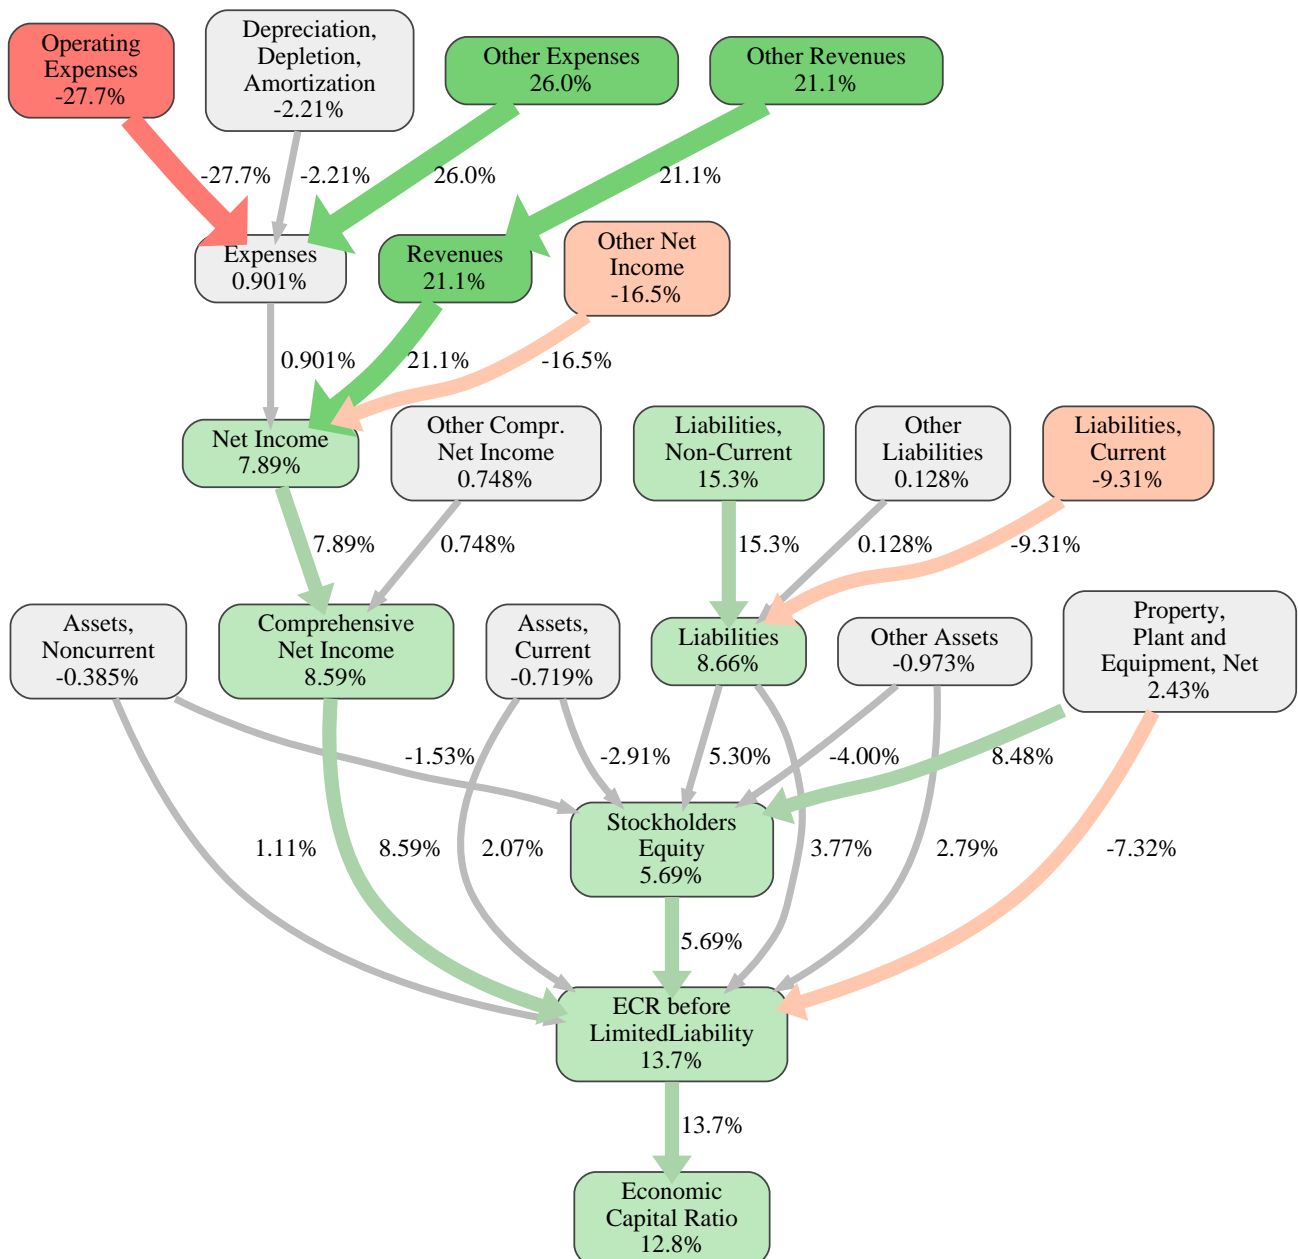 Operating
Expenses
-27.7%
Depreciation,
Depletion,
Amortization
-2.21%
Other Expenses
26.0%
Other Revenues
21.1%
-27.7%
-2.21%
26.0%
21.1%
Expenses
0.901%
Revenues
21.1%
Other Net
Income
-16.5%
0.901%
21.1%
-16.5%
Net Income
7.89%
Other Compr.
Net Income
0.748%
Liabilities,
Non-Current
15.3%
Other
Liabilities
0.128%
Liabilities,
Current
-9.31%
7.89%
0.748%
15.3%
0.128%
-9.31%
Assets,
Noncurrent
-0.385%
Comprehensive
Net Income
8.59%
Assets,
Current
-0.719%
Liabilities
8.66%
Other Assets
-0.973%
Property,
Plant and
Equipment, Net
2.43%
-1.53%
-2.91%
5.30%
-4.00%
8.48%
1.11%
8.59%
2.07%
Stockholders
Equity
5.69%
3.77%
2.79%
-7.32%
5.69%
ECR before
LimitedLiability
13.7%
13.7%
Economic
Capital Ratio
12.8%